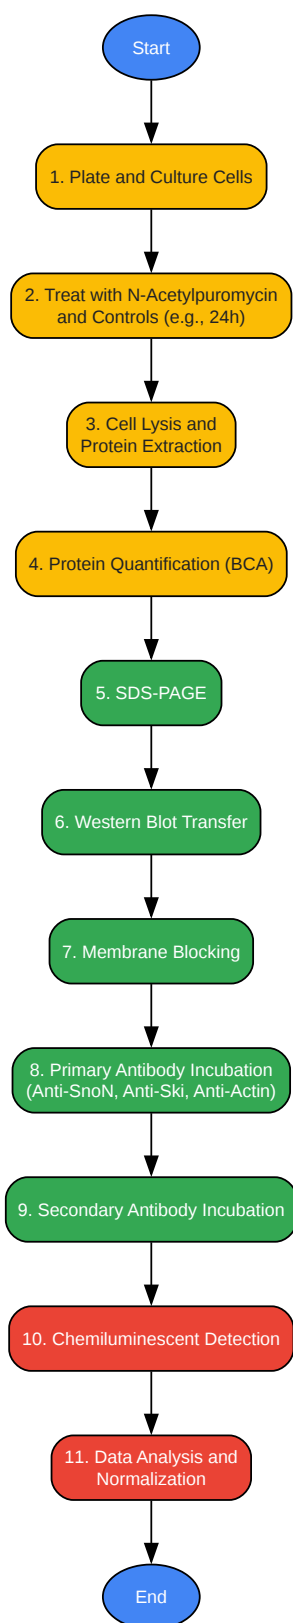 Start
1. Plate and Culture Cells
2. Treat with N-Acetylpuromycin
and Controls (e.g., 24h)
3. Cell Lysis and
Protein Extraction
4. Protein Quantification (BCA)
5. SDS-PAGE
6. Western Blot Transfer
7. Membrane Blocking
8. Primary Antibody Incubation
(Anti-SnoN, Anti-Ski, Anti-Actin)
9. Secondary Antibody Incubation
10. Chemiluminescent Detection
11. Data Analysis and
Normalization
End